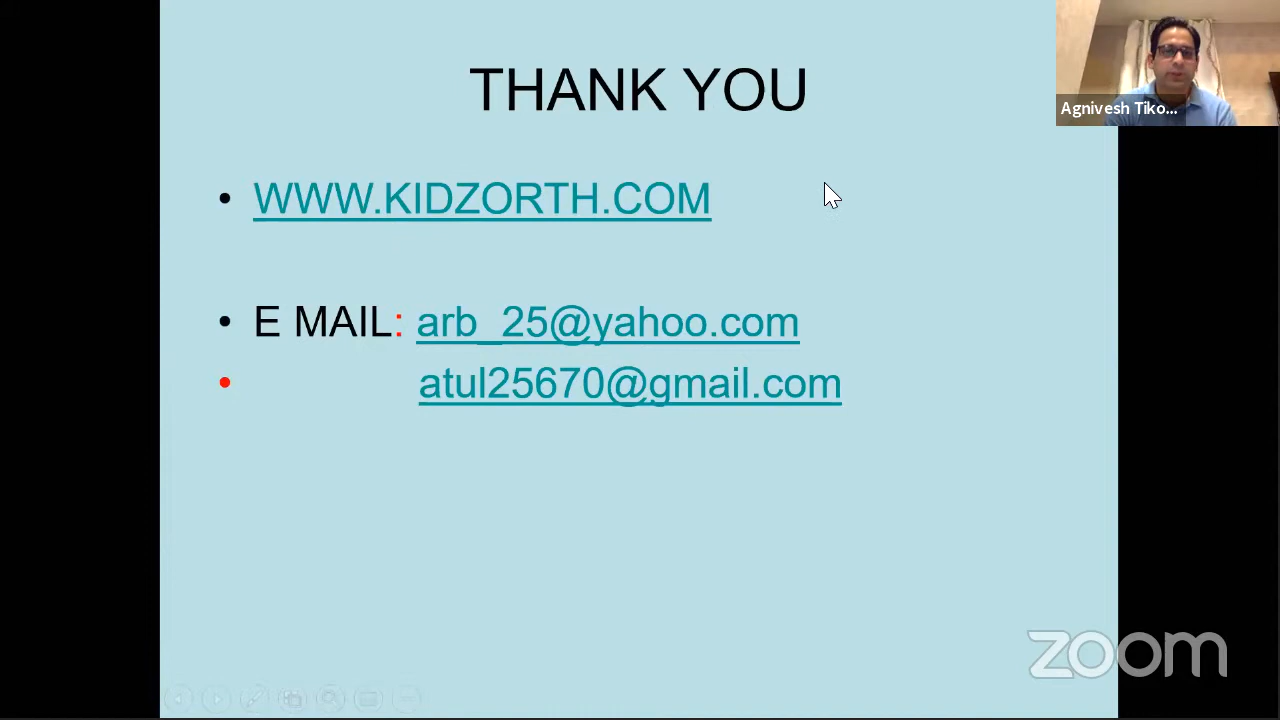 THANK YOU
Agnivesh Tiko...
• WWW.KIDZORTH.COM
• E MAIL: arb_25@yahoo.com
• atul25670@gmail.com
zoom